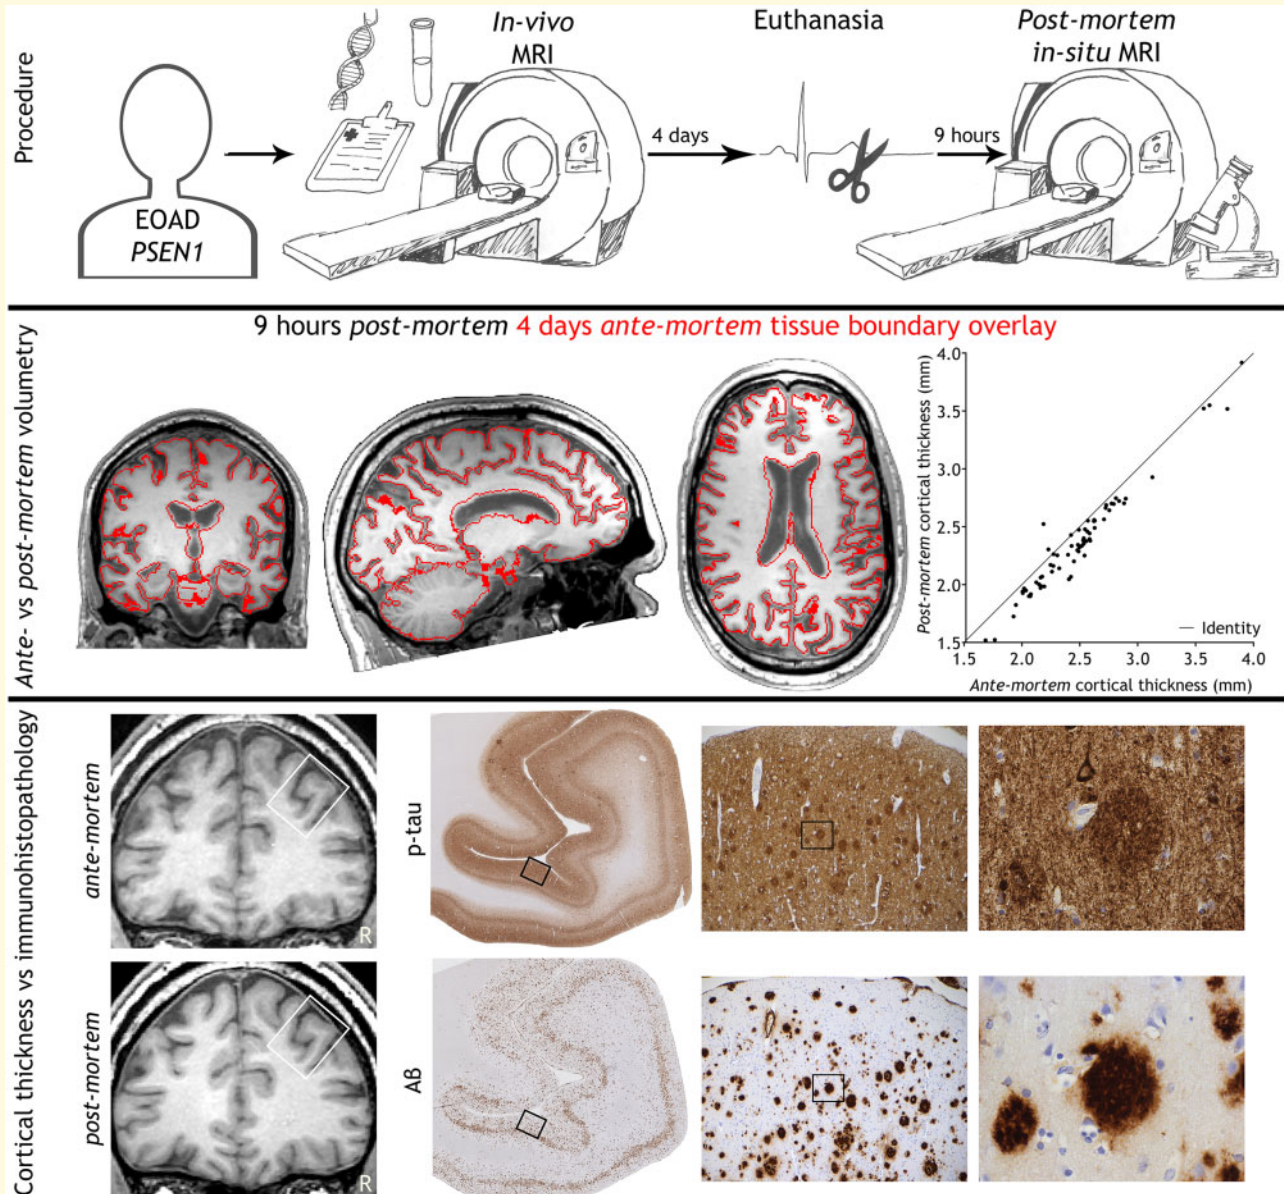 Procedure
In-vivo
MRI
Euthanasia
Post-mortem
in-situ MRI
4 days
9 hours
EOAD
PSEN1
Ante- vs post-mortem volumetry
9 hours post-mortem 4 days ante-mortem tissue boundary overlay
Post-mortem cortical thickness (mm)
4.0
3.5
3.0
2.5
2.0
1.5
Identity
1.5 2.0 2.5 3.0 3.5 4.0
Ante-mortem cortical thickness (mm)
Cortical thickness vs immunohistopathology
ante-mortem
R
p-tau
post-mortem
R
Aß